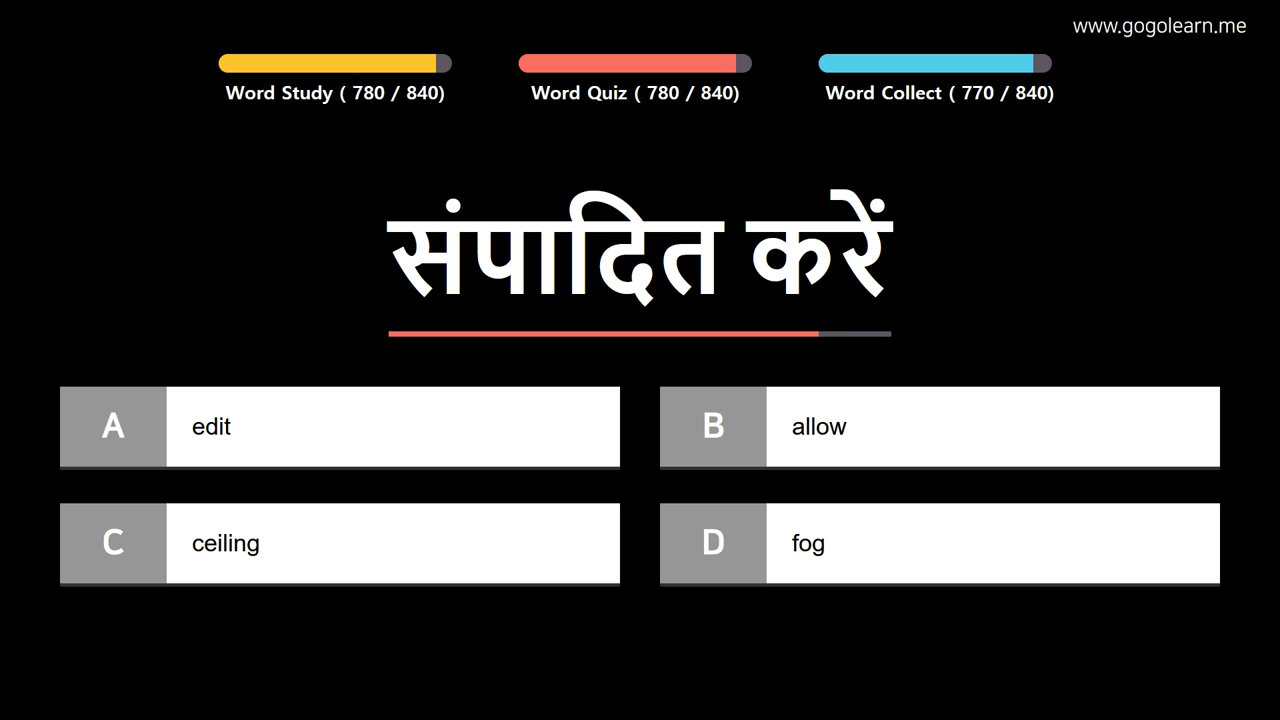 www.gogolearn.me
Word Study ( 780 / 840)
Word Quiz ( 780 / 840)
Word Collect ( 770 / 840)
संपादित करें
A edit
B allow
C ceiling
D fog